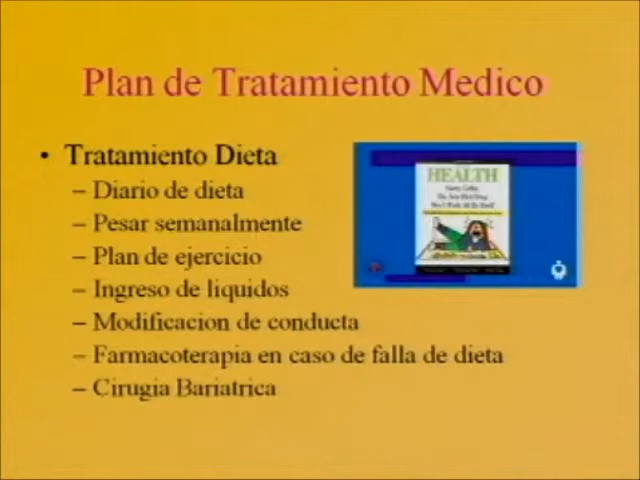 Plan de Tratamiento Medico
• Tratamiento Dieta
– Diario de dieta
– Pesar semanalmente
– Plan de ejercicio
– Ingreso de liquidos
– Modificacion de conducta
– Farmacoterapia en caso de falla de dieta
– Cirugia Bariatrica
HEALTH